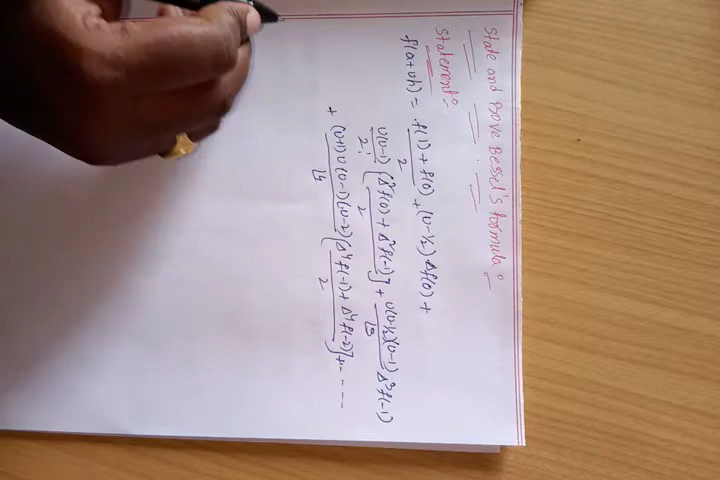 State and Prove Bessel's formula:-
Statement:-
f(a+uh) = f(1) + f(0) / 2 + (u-1/2) Δf(0) +
u(u-1) / 2! [Δ²f(0) + Δ²f(-1) / 2] + u(u-1/2)(u-1) / ⌊3 Δ³f(-1)
+ (u+1)u(u-1)(u-2) / ⌊4 [Δ⁴f(-1) + Δ⁴f(-2) / 2] + ----